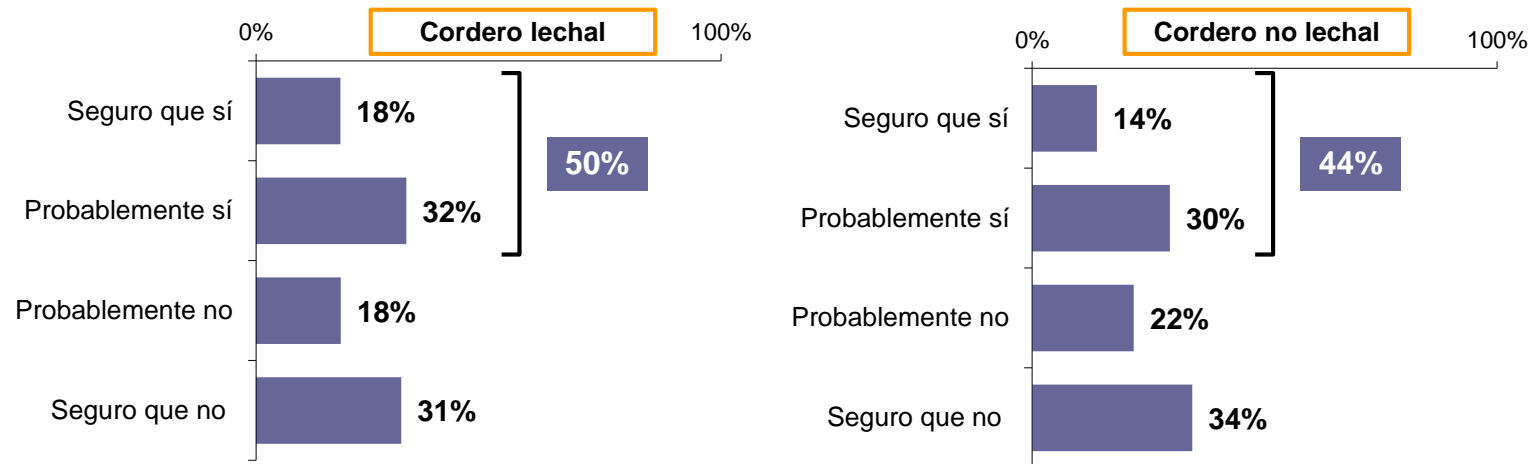 Cordero lechal
0%
100%
Seguro que sí
18%
Probablemente sí
32%
50%
Probablemente no
18%
Seguro que no
31%
Cordero no lechal
0%
100%
Seguro que sí
14%
Probablemente sí
30%
44%
Probablemente no
22%
Seguro que no
34%